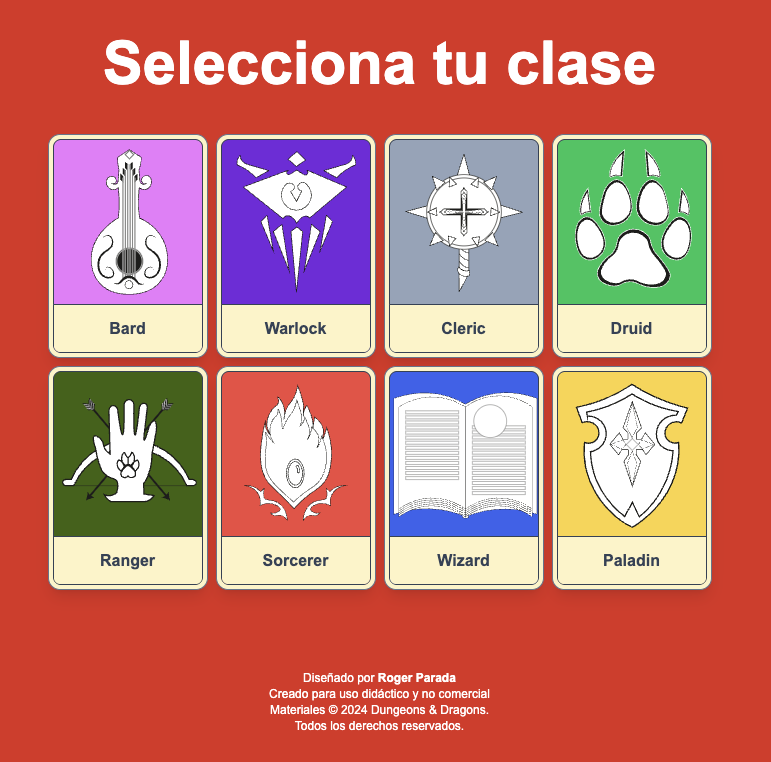 Selecciona tu clase
Bard
Warlock
Cleric
Druid
Ranger
Sorcerer
Wizard
Paladin
Diseñado por Roger Parada
Creado para uso didáctico y no comercial
Materiales © 2024 Dungeons & Dragons.
Todos los derechos reservados.